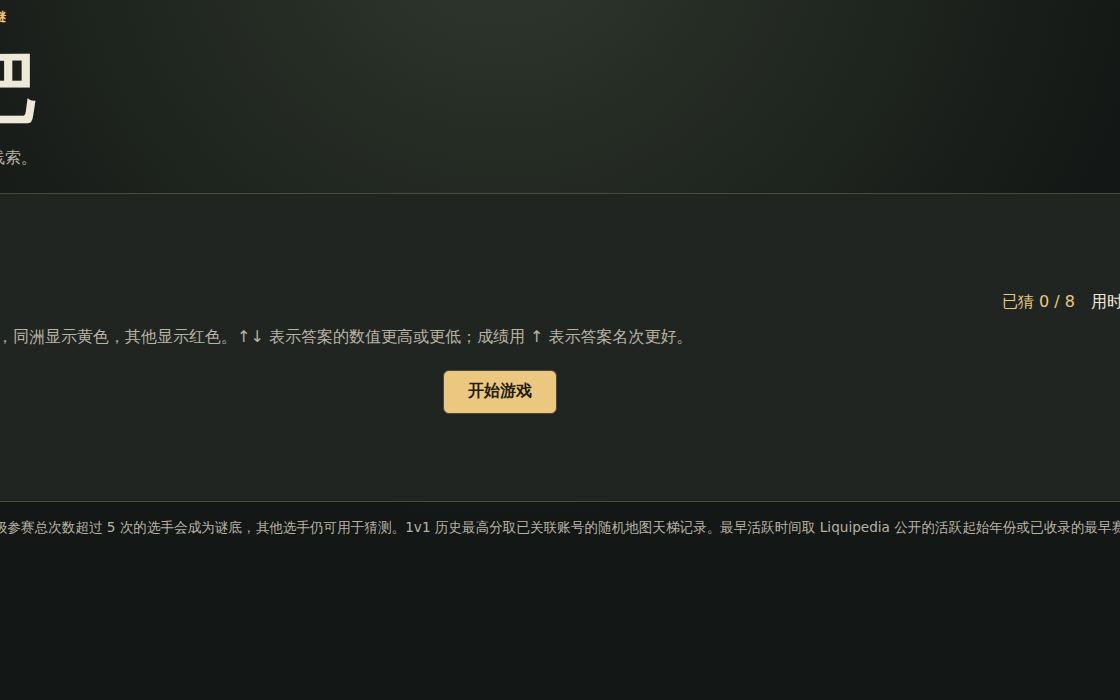 谜
吧
线索。
已猜 0 / 8 用时
，同洲显示黄色，其他显示红色。↑↓ 表示答案的数值更高或更低；成绩用 ↑ 表示答案名次更好。
开始游戏
级参赛总次数超过 5 次的选手会成为谜底，其他选手仍可用于猜测。1v1 历史最高分取已关联账号的随机地图天梯记录。最早活跃时间取 Liquipedia 公开的活跃起始年份或已收录的最早赛